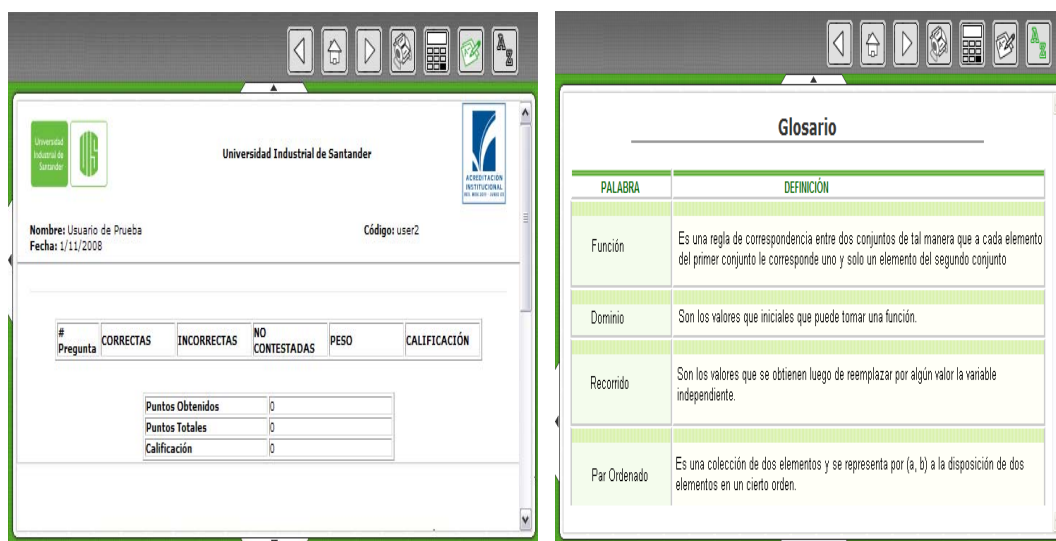 Universidad
Industrial de
Santander
UIS
Universidad Industrial de Santander
ACREDITACIÓN
INSTITUCIONAL
Nombre: Usuario de Prueba
Código: user2
Fecha: 1/11/2008
# Pregunta CORRECTAS INCORRECTAS NO CONTESTADAS PESO CALIFICACIÓN
Puntos Obtenidos 0
Puntos Totales 0
Calificación 0
A
Z
Glosario
PALABRA DEFINICIÓN
Función
Es una regla de correspondencia entre dos conjuntos de tal manera que a cada elemento
del primer conjunto le corresponde uno y solo un elemento del segundo conjunto
Dominio
Son los valores que iniciales que puede tomar una función.
Recorrido
Son los valores que se obtienen luego de reemplazar por algún valor la variable
independiente.
Par Ordenado
Es una colección de dos elementos y se representa por (a, b) a la disposición de dos
elementos en un cierto orden.